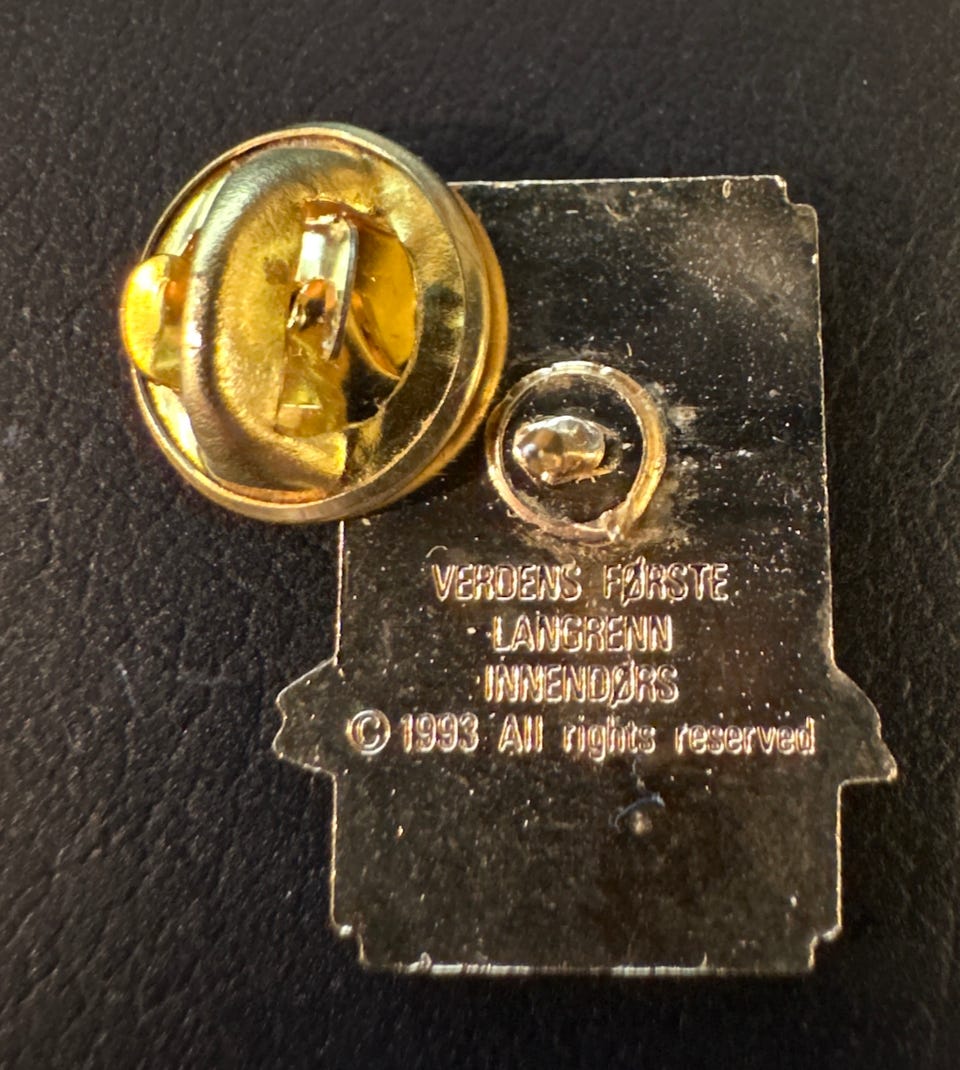 VERDENS FØRSTE
LANGRENN
INNENDØRS
© 1993 All rights reserved